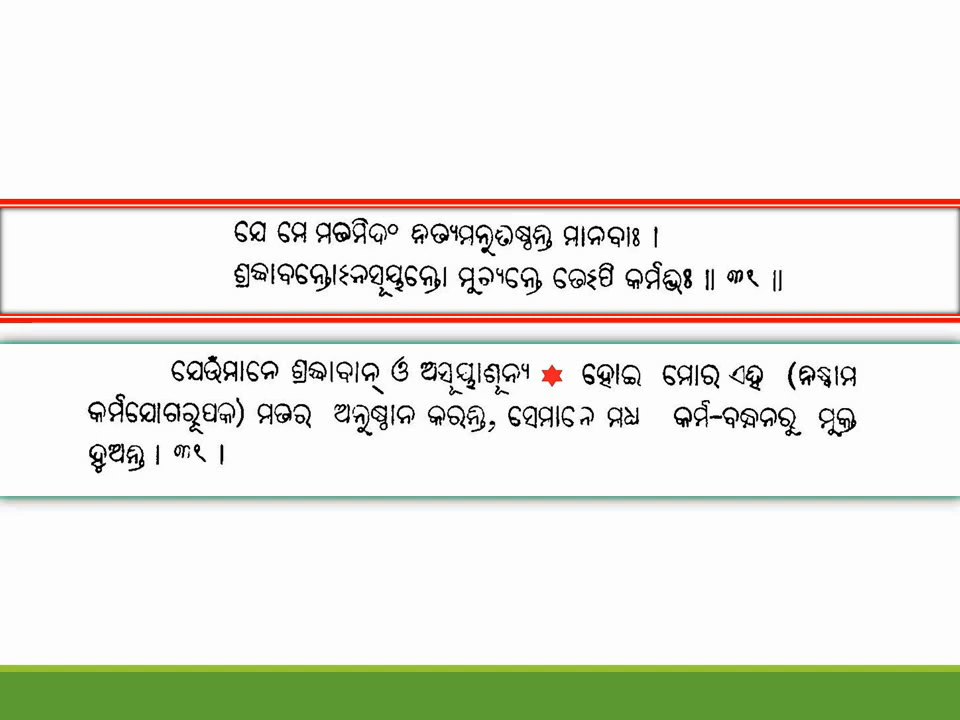 ଯେ ମେ ମତମିଦଂ ନିତ୍ୟମନୁତିଷ୍ଠନ୍ତି ମାନବାଃ ।
ଶ୍ରଦ୍ଧାବନ୍ତୋଽନସୂୟନ୍ତୋ ମୁଚ୍ୟନ୍ତେ ତେଽପି କର୍ମଭିଃ ॥ ୩୧ ॥
ଯେଉଁମାନେ ଶ୍ରଦ୍ଧାବାନ୍ ଓ ଅସୂୟାଶୂନ୍ୟ ହୋଇ ମୋର ଏହି (ନିଷ୍କାମ
କର୍ମଯୋଗରୂପକ) ମତର ଅନୁଷ୍ଠାନ କରନ୍ତି, ସେମାନେ ମଧ୍ୟ କର୍ମ-ବନ୍ଧନରୁ ମୁକ୍ତ
ହୁଅନ୍ତି । ୩୧ ।